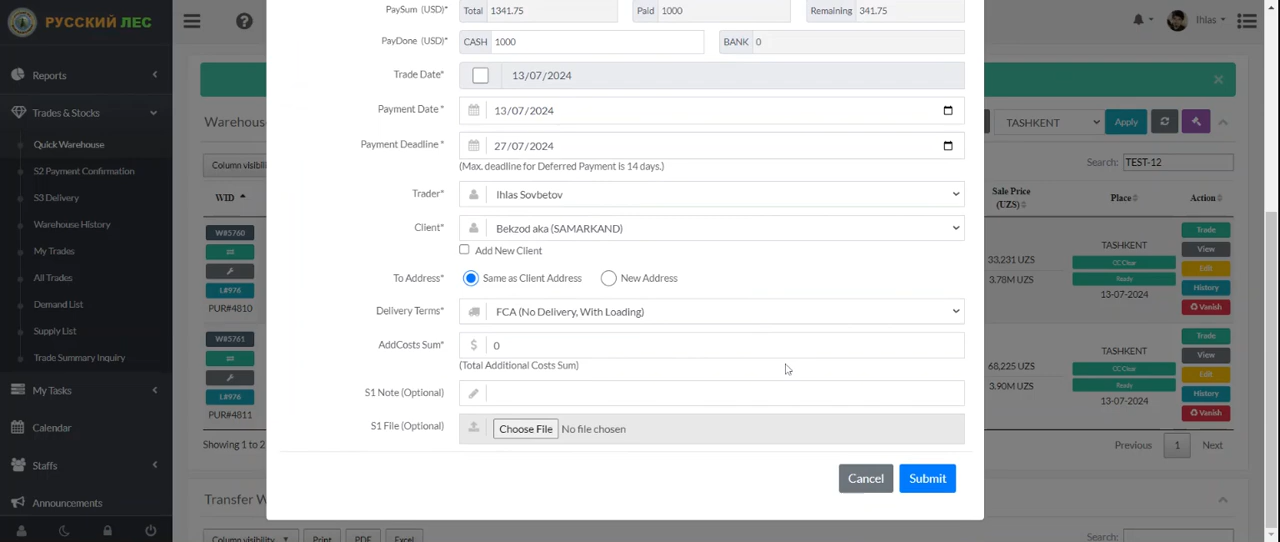 РУССКИЙ ЛЕС
Reports
Trades & Stocks
Quick Warehouse
S2 Payment Confirmation
S3 Delivery
Warehouse History
My Trades
All Trades
Demand List
Supply List
Trade Summary Inquiry
My Tasks
Calendar
Staffs
Announcements
Ihlas
Warehous
TASHKENT
Apply
Column visibility
Search: TEST-12
WID
Sale Price (UZS)
Place
Action
W#5760
L#976
PUR#4810
33,231 UZS
3.78M UZS
TASHKENT
CC Clear
Ready
13-07-2024
Trade
View
Edit
History
Vanish
W#5761
L#976
PUR#4811
68,225 UZS
3.90M UZS
TASHKENT
CC Clear
Ready
13-07-2024
Trade
View
Edit
History
Vanish
Showing 1 to 2
Previous 1 Next
Transfer W
Column visibility Print PDF Excel
Search:
PaySum (USD)* Total 1341.75 Paid 1000 Remaining 341.75
PayDone (USD)* CASH 1000 BANK 0
Trade Date* 13/07/2024
Payment Date * 13/07/2024
Payment Deadline * 27/07/2024
(Max. deadline for Deferred Payment is 14 days.)
Trader* Ihlas Sovbetov
Client* Bekzod aka (SAMARKAND)
Add New Client
To Address* Same as Client Address New Address
Delivery Terms* FCA (No Delivery, With Loading)
AddCosts Sum* $ 0
(Total Additional Costs Sum)
S1 Note (Optional)
S1 File (Optional) Choose File No file chosen
Cancel Submit